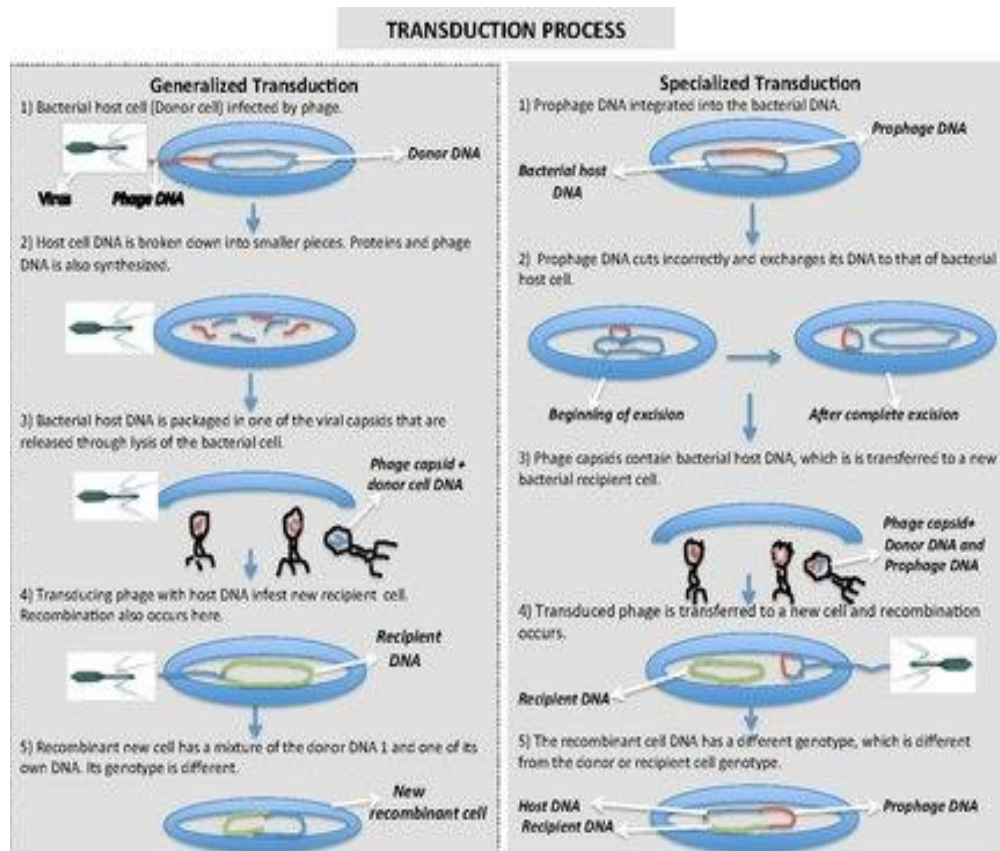 TRANSDUCTION PROCESS
Generalized Transduction
1) Bacterial host cell (Donor cell) infected by phage.
Donor DNA
Virus
Phage DNA
2) Host cell DNA is broken down into smaller pieces. Proteins and phage
DNA is also synthesized.
3) Bacterial host DNA is packaged in one of the viral capsids that are
released through lysis of the bacterial cell.
Phage capsid +
donor cell DNA
4) Transducing phage with host DNA infest new recipient cell.
Recombination also occurs here.
Recipient
DNA
5) Recombinant new cell has a mixture of the donor DNA 1 and one of its
own DNA. Its genotype is different.
New
recombinant cell
Specialized Transduction
1) Prophage DNA integrated into the bacterial DNA.
Prophage DNA
Bacterial host
DNA
2) Prophage DNA cuts incorrectly and exchanges its DNA to that of bacterial
host cell.
Beginning of excision
After complete excision
3) Phage capsids contain bacterial host DNA, which is is transferred to a new
bacterial recipient cell.
Phage capsid+
Donor DNA and
Prophage DNA
4) Transduced phage is transferred to a new cell and recombination
occurs.
Recipient DNA
5) The recombinant cell DNA has a different genotype, which is different
from the donor or recipient cell genotype.
Host DNA
Prophage DNA
Recipient DNA